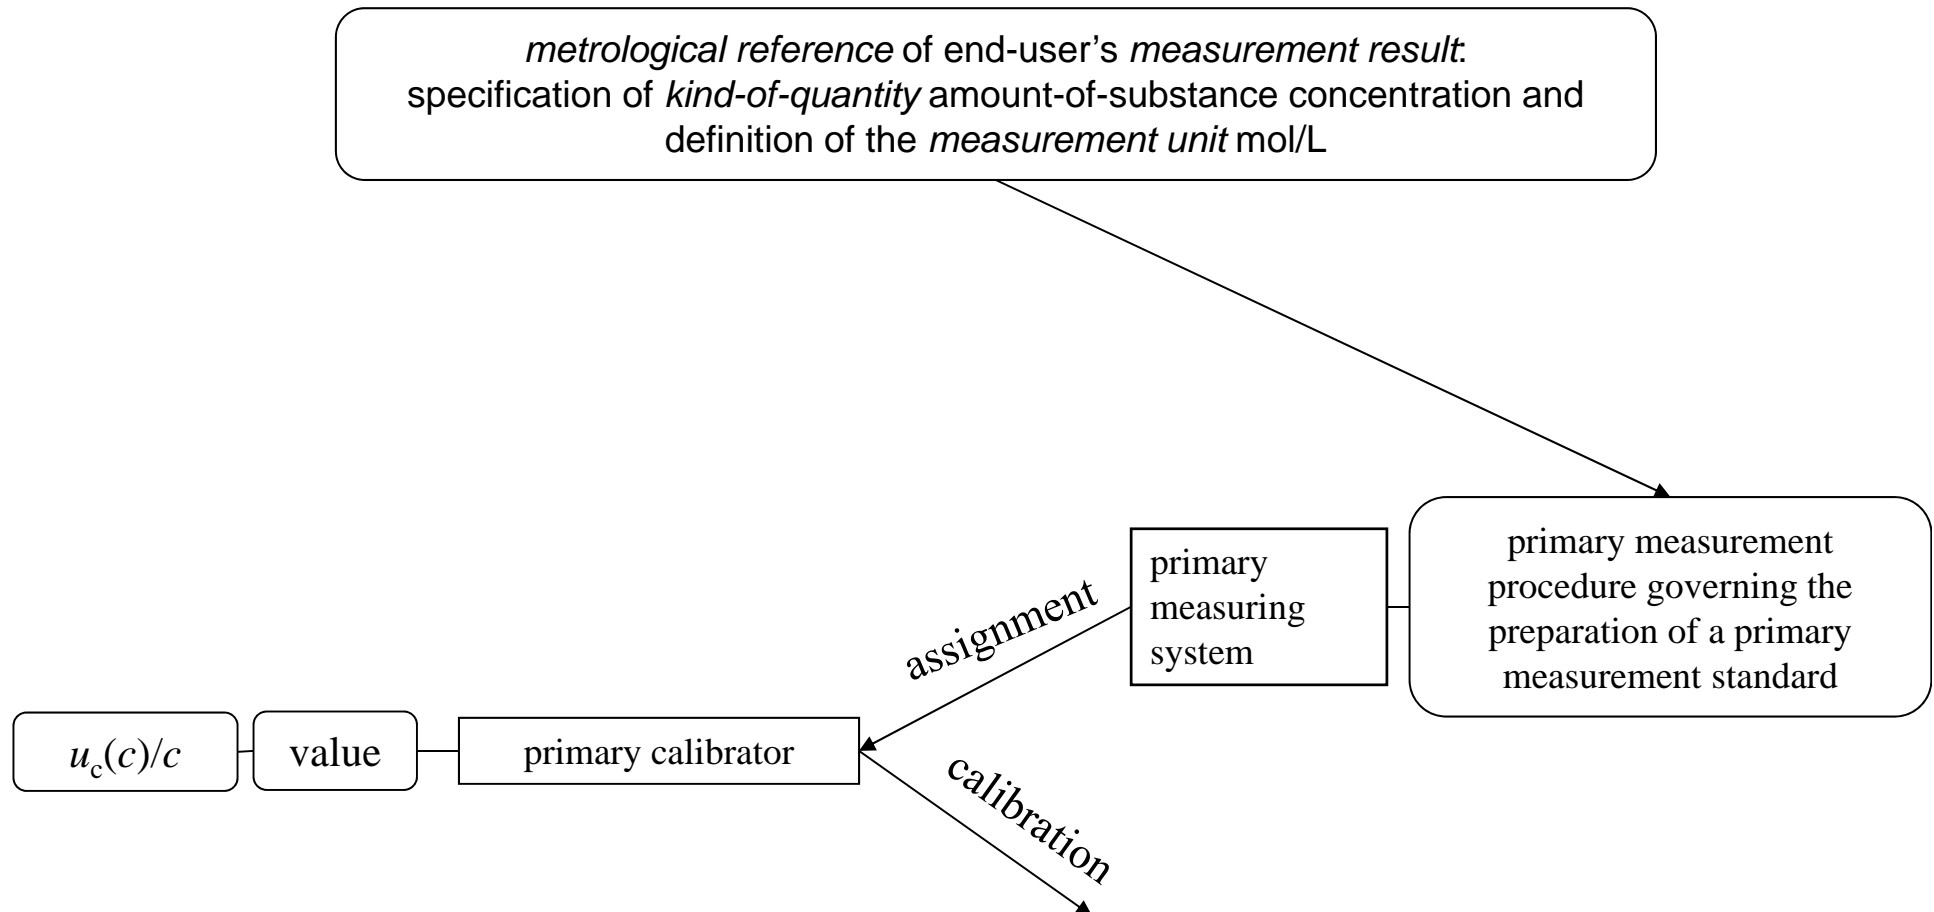 metrological reference of end-user’s measurement result:
specification of kind-of-quantity amount-of-substance concentration and
definition of the measurement unit mol/L
primary measurement
procedure governing the
preparation of a primary
measurement standard
primary
measuring
system
assignment
u_c(c)/c
value
primary calibrator
calibration